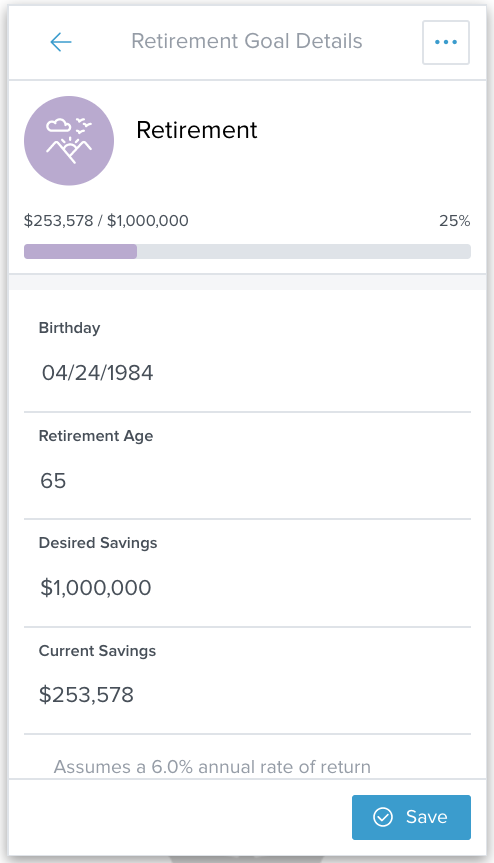 Retirement Goal Details
Retirement
$253,578 / $1,000,000 25%
Birthday
04/24/1984
Retirement Age
65
Desired Savings
$1,000,000
Current Savings
$253,578
Assumes a 6.0% annual rate of return
Save